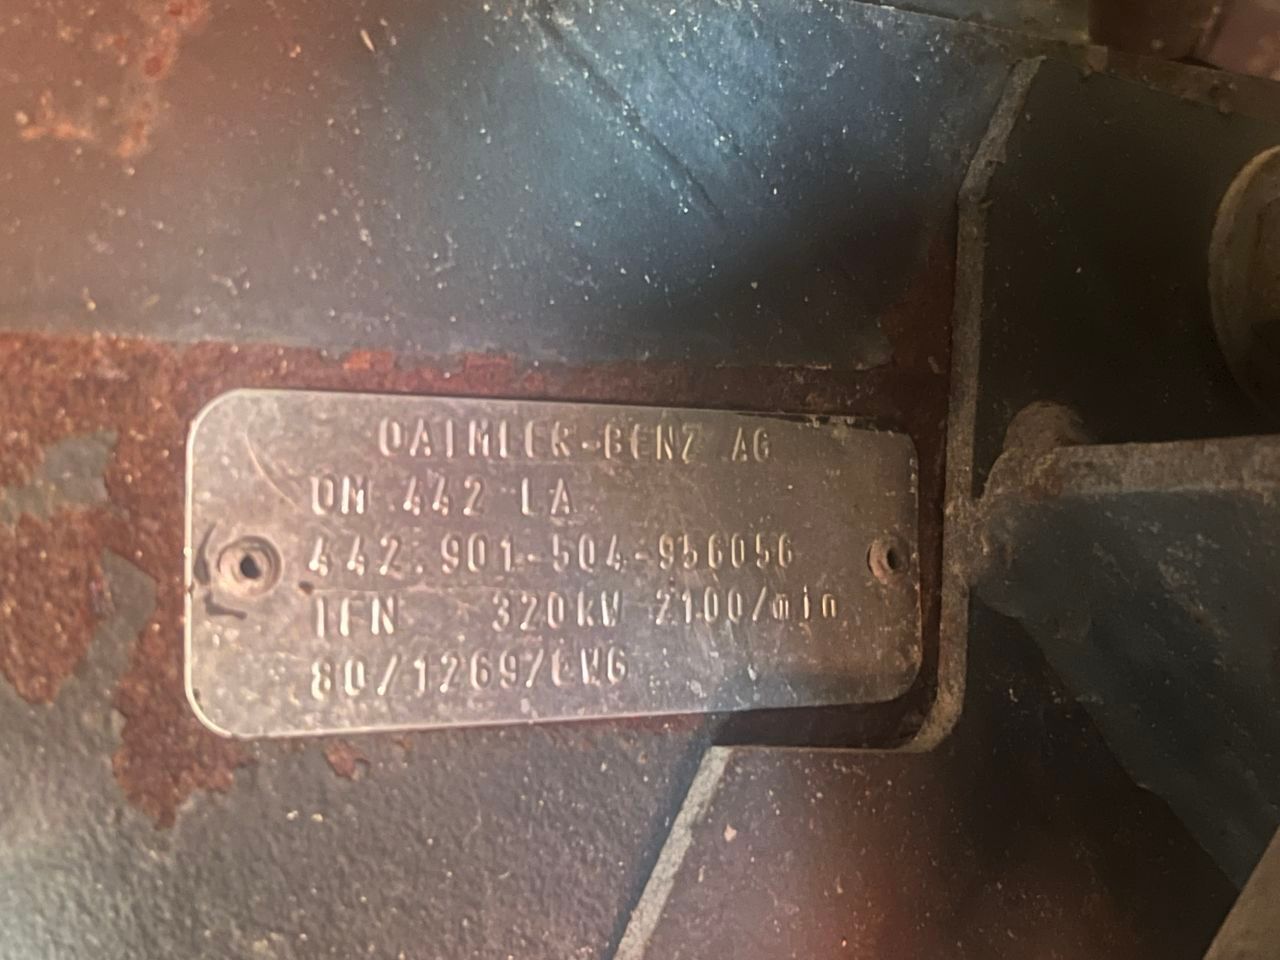 DAIMLER-BENZ AG
OM 442 LA
442.901-504-956056
IFN 320kW 2100/min
80/1269/EWG